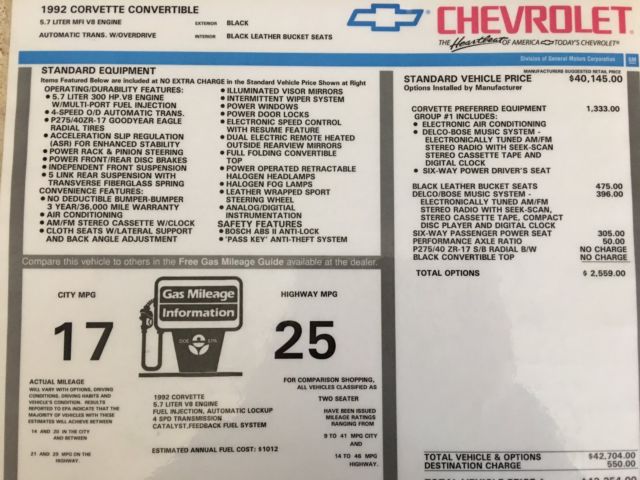 1992 CORVETTE CONVERTIBLE
5.7 LITER MFI V8 ENGINE EXTERIOR BLACK
AUTOMATIC TRANS. W/OVERDRIVE INTERIOR BLACK LEATHER BUCKET SEATS
CHEVROLET.
THE Heartbeat OF AMERICA TODAY'S CHEVROLET
Division of General Motors Corporation GM
STANDARD EQUIPMENT
Items Featured Below are Included at NO EXTRA CHARGE in the Standard Vehicle Price Shown at Right
OPERATING/DURABILITY FEATURES:
• 5.7 LITER 300 HP.V8 ENGINE
W/MULTI-PORT FUEL INJECTION
• 4-SPEED O/D AUTOMATIC TRANS.
• P275/40ZR-17 GOODYEAR EAGLE
RADIAL TIRES
• ACCELERATION SLIP REGULATION
(ASR) FOR ENHANCED STABILITY
• POWER RACK & PINION STEERING
• POWER FRONT/REAR DISC BRAKES
• INDEPENDENT FRONT SUSPENSION
• 5 LINK REAR SUSPENSION WITH
TRANSVERSE FIBERGLASS SPRING
CONVENIENCE FEATURES:
• NO DEDUCTIBLE BUMPER-BUMPER
3 YEAR/36,000 MILE WARRANTY
• AIR CONDITIONING
• AM/FM STEREO CASSETTE W/CLOCK
• CLOTH SEATS W/LATERAL SUPPORT
AND BACK ANGLE ADJUSTMENT
• ILLUMINATED VISOR MIRRORS
• INTERMITTENT WIPER SYSTEM
• POWER WINDOWS
• POWER DOOR LOCKS
• ELECTRONIC SPEED CONTROL
WITH RESUME FEATURE
• DUAL ELECTRIC REMOTE HEATED
OUTSIDE REARVIEW MIRRORS
• FULL FOLDING CONVERTIBLE
TOP
• POWER OPERATED RETRACTABLE
HALOGEN HEADLAMPS
• HALOGEN FOG LAMPS
• LEATHER WRAPPED SPORT
STEERING WHEEL
• ANALOG/DIGITAL
INSTRUMENTATION
SAFETY FEATURES
• BOSCH ABS II ANTI-LOCK
• 'PASS KEY' ANTI-THEFT SYSTEM
MANUFACTURERS SUGGESTED RETAIL PRICE
STANDARD VEHICLE PRICE $40,145.00
Options Installed by Manufacturer
CORVETTE PREFERRED EQUIPMENT 1,333.00
GROUP #1 INCLUDES:
• ELECTRONIC AIR CONDITIONING
• DELCO-BOSE MUSIC SYSTEM -
ELECTRONICALLY TUNED AM/FM
STEREO RADIO WITH SEEK-SCAN
STEREO CASSETTE TAPE AND
DIGITAL CLOCK
• SIX-WAY POWER DRIVER'S SEAT
BLACK LEATHER BUCKET SEATS 475.00
DELCO/BOSE MUSIC SYSTEM - 396.00
ELECTRONICALLY TUNED AM/FM
STEREO RADIO WITH SEEK-SCAN,
STEREO CASSETTE TAPE, COMPACT
DISC PLAYER AND DIGITAL CLOCK
SIX-WAY PASSENGER POWER SEAT 305.00
PERFORMANCE AXLE RATIO 50.00
P275/40 ZR-17 S/B RADIAL B/W NO CHARGE
BLACK CONVERTIBLE TOP NO CHARGE
TOTAL OPTIONS $ 2,559.00
Compare this vehicle to others in the Free Gas Mileage Guide available at the dealer.
CITY MPG
17
Gas Mileage
Information
DOE EPA
HIGHWAY MPG
25
ACTUAL MILEAGE
WILL VARY WITH OPTIONS, DRIVING
CONDITIONS, DRIVING HABITS AND
VEHICLE'S CONDITION. RESULTS
REPORTED TO EPA INDICATE THAT THE
MAJORITY OF VEHICLES WITH THESE
ESTIMATES WILL ACHIEVE BETWEEN
14 AND 20 IN THE CITY
AND BETWEEN
21 AND 29 MPG ON THE
HIGHWAY.
1992 CORVETTE
5.7 LITER V8 ENGINE
FUEL INJECTION, AUTOMATIC LOCKUP
4 SPD TRANSMISSION
CATALYST,FEEDBACK FUEL SYSTEM
ESTIMATED ANNUAL FUEL COST: $1012
FOR COMPARISON SHOPPING,
ALL VEHICLES CLASSIFIED AS
TWO SEATER
HAVE BEEN ISSUED
MILEAGE RATINGS
RANGING FROM
9 TO 41 MPG CITY
AND
14 TO 46 MPG
HIGHWAY.
TOTAL VEHICLE & OPTIONS $42,704.00
DESTINATION CHARGE 550.00